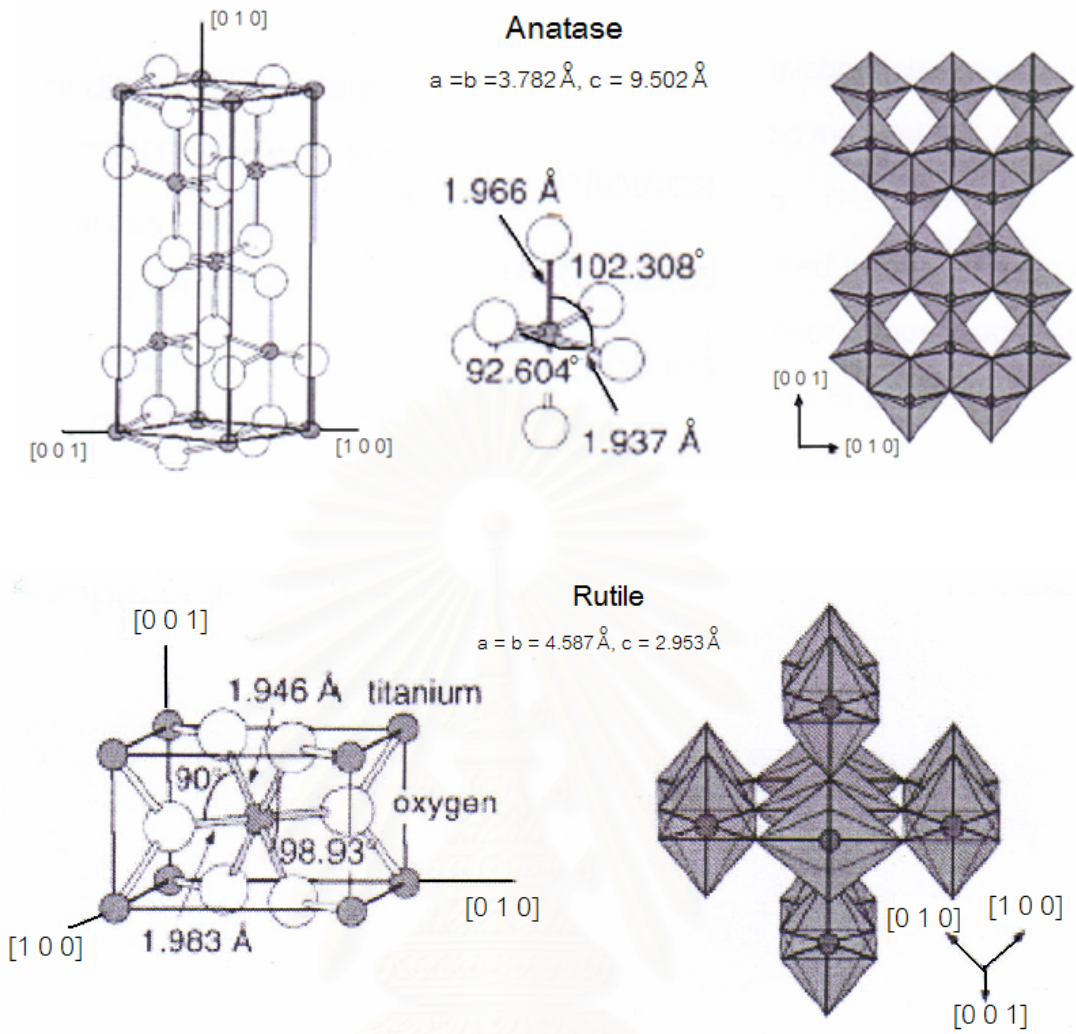 [0 1 0]
Anatase
a =b =3.782 Å, c = 9.502 Å
1.966 Å
102.308°
92.604°
1.937 Å
[0 0 1]
[1 0 0]
[0 0 1]
[0 1 0]
Rutile
a = b = 4.587 Å, c = 2.953 Å
[0 0 1]
1.946 Å titanium
90°
oxygen
98.93°
[0 1 0]
[1 0 0]
1.983 Å
[0 1 0]
[1 0 0]
[0 0 1]